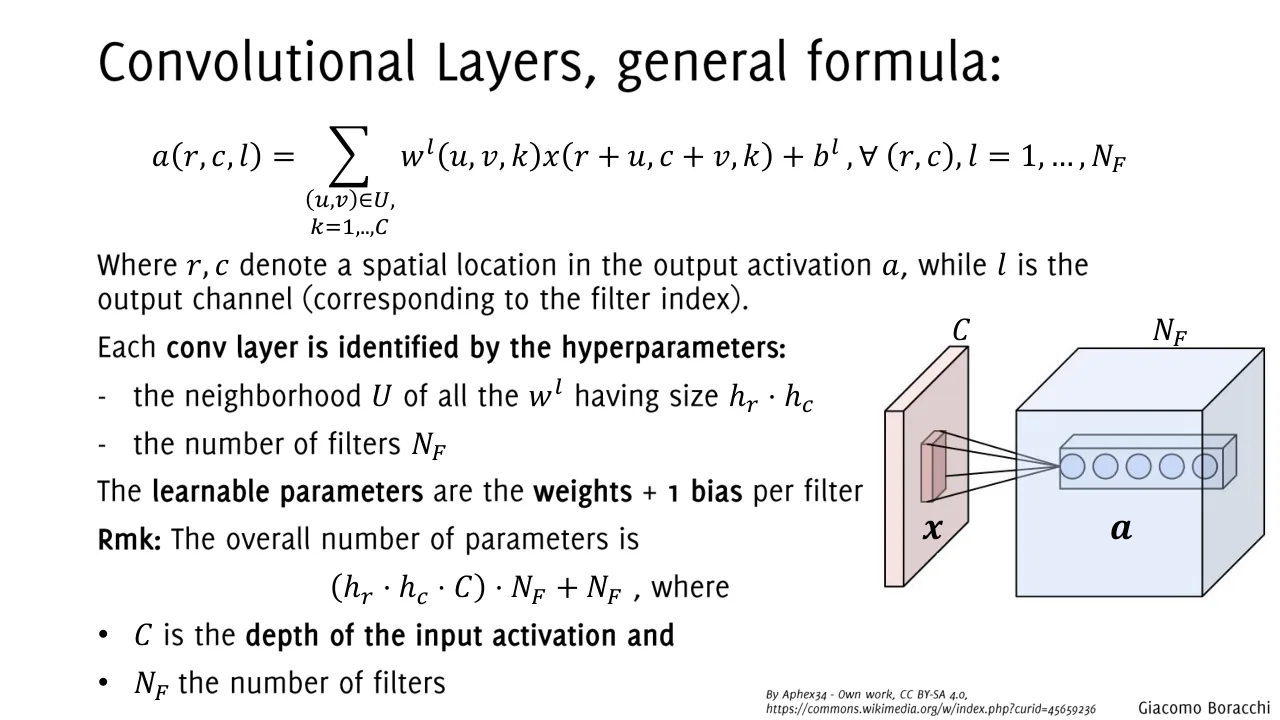 Convolutional Layers, general formula:
a(r, c, l) = ∑ w^l(u, v, k)x(r + u, c + v, k) + b^l , ∀ (r, c), l = 1, … , N_F
(u,v)∈U,
k=1,..,C
Where r, c denote a spatial location in the output activation a, while l is the
output channel (corresponding to the filter index).
Each conv layer is identified by the hyperparameters:
- the neighborhood U of all the w^l having size h_r · h_c
- the number of filters N_F
The learnable parameters are the weights + 1 bias per filter
Rmk: The overall number of parameters is
(h_r · h_c · C) · N_F + N_F , where
• C is the depth of the input activation and
• N_F the number of filters
C
N_F
x
a
By Aphex34 - Own work, CC BY-SA 4.0,
https://commons.wikimedia.org/w/index.php?curid=45659236
Giacomo Boracchi